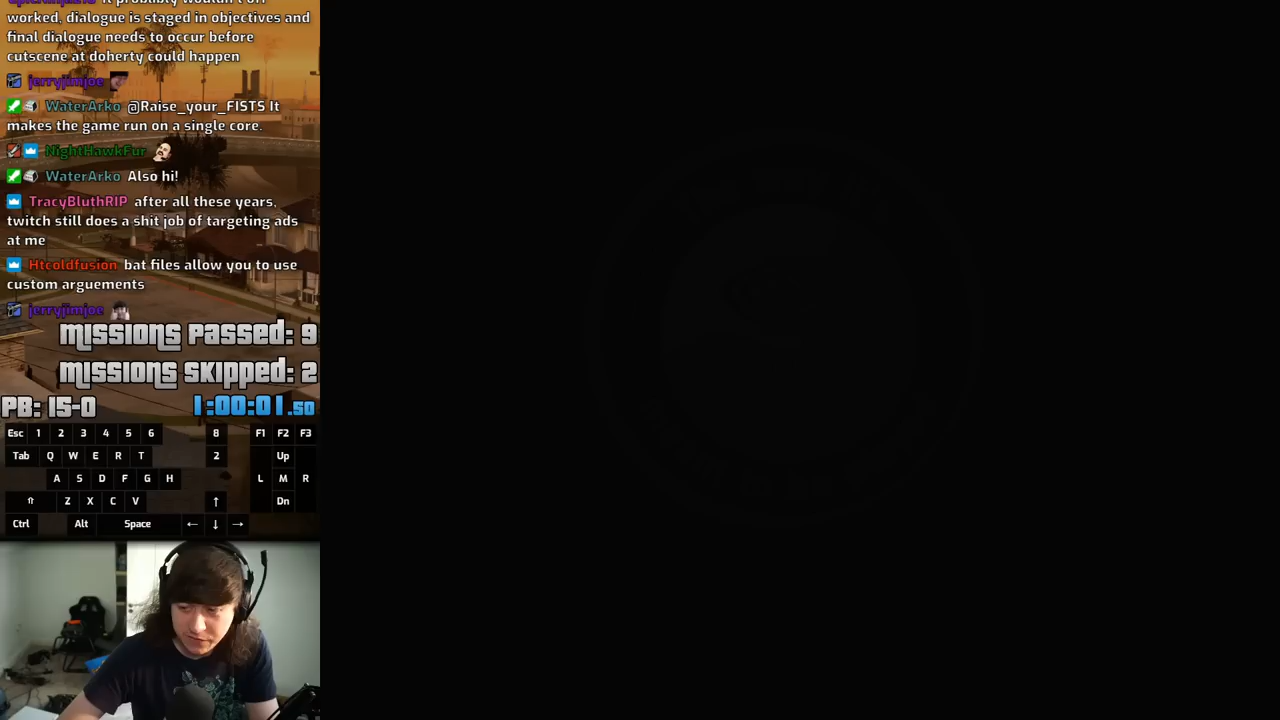 worked, dialogue is staged in objectives and
final dialogue needs to occur before
cutscene at doherty could happen
jerryjimjoe
WaterArko @Raise_your_FISTS It
makes the game run on a single core.
NightHawkFur
WaterArko Also hi!
TracyBluthRIP after all these years,
twitch still does a shit job of targeting ads
at me
Htcoldfusion bat files allow you to use
custom arguements
jerryjimjoe
Missions Passed: 9
Missions Skipped: 2
PB: 15-0 1:00:01.50
Esc 1 2 3 4 5 6 8 F1 F2 F3
Tab Q W E R T 2 Up
A S D F G H L M R
⇧ Z X C V ↑ Dn
Ctrl Alt Space ← ↓ →